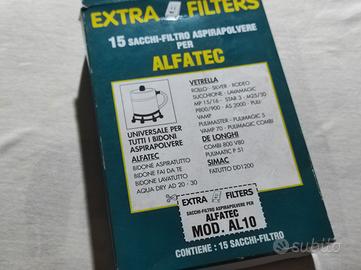 EXTRA FILTERS
15 SACCHI-FILTRO ASPIRAPOLVERE
PER
ALFATEC
UNIVERSALE PER
TUTTI I BIDONI
ASPIRAPOLVERE
ALFATEC
BIDONE ASPIRATUTTO
BIDONE FAI DA TE
BIDONE LAVATUTTO
AQUA DRY AD 20 - 30
VETRELLA
ROLLO - SILVER - RODEO
SUCCHIONE - LAVAMAGIC
MP 15/16 - STAR 3 - M25/30
P800/900 - AS 2000 - PULI-
VAMP
PULIMASTER - PULIMAGIC 5
VAMP 70 - PULIMAGIC COMBI
DE LONGHI
COMBI 800 VB0
PULIMATIC P 51
SIMAC
FATUTTO DD1200
EXTRA FILTERS
SACCHI-FILTRO ASPIRAPOLVERE PER
ALFATEC
MOD. AL10
CONTIENE : 15 SACCHI-FILTRO
subito